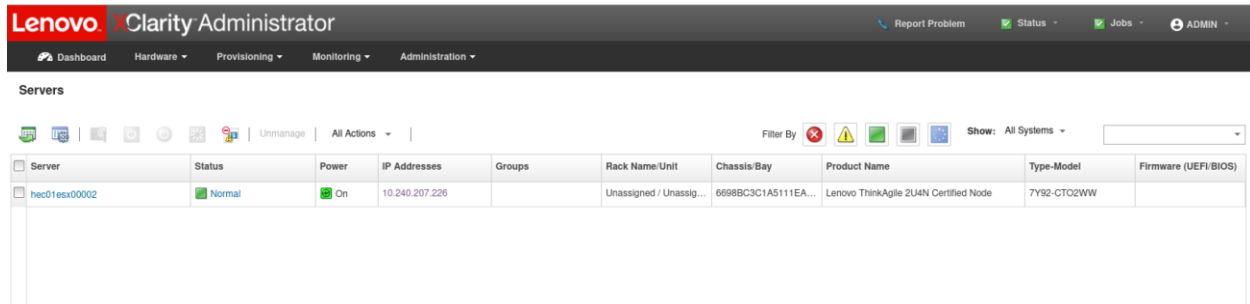 Lenovo. XClarity Administrator Report Problem Status Jobs ADMIN
Dashboard Hardware Provisioning Monitoring Administration
Servers
Unmanage All Actions Filter By Show: All Systems
Server Status Power IP Addresses Groups Rack Name/Unit Chassis/Bay Product Name Type-Model Firmware (UEFI/BIOS)
hec01esx00002 Normal On 10.240.207.226 Unassigned / Unassig... 6698BC3C1A5111EA... Lenovo ThinkAgile 2U4N Certified Node 7Y92-CTO2WW